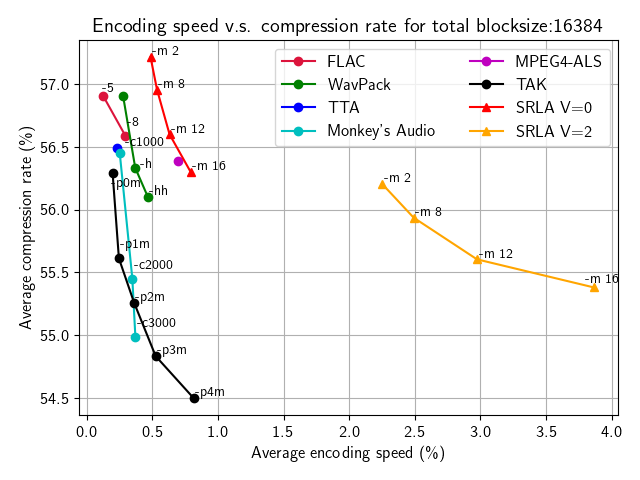 Encoding speed v.s. compression rate for total blocksize:16384
Average compression rate (%)
57.0
56.5
56.0
55.5
55.0
54.5
FLAC
WavPack
TTA
Monkey's Audio
MPEG4-ALS
TAK
SRLA V=0
SRLA V=2
-m 2
-5
-m 8
-8
-m 12
-c1000
-h
-m 16
-p0m
-hh
-m 2
-m 8
-p1m
-m 12
-c2000
-m 16
-p2m
-c3000
-p3m
-p4m
0.0 0.5 1.0 1.5 2.0 2.5 3.0 3.5 4.0
Average encoding speed (%)